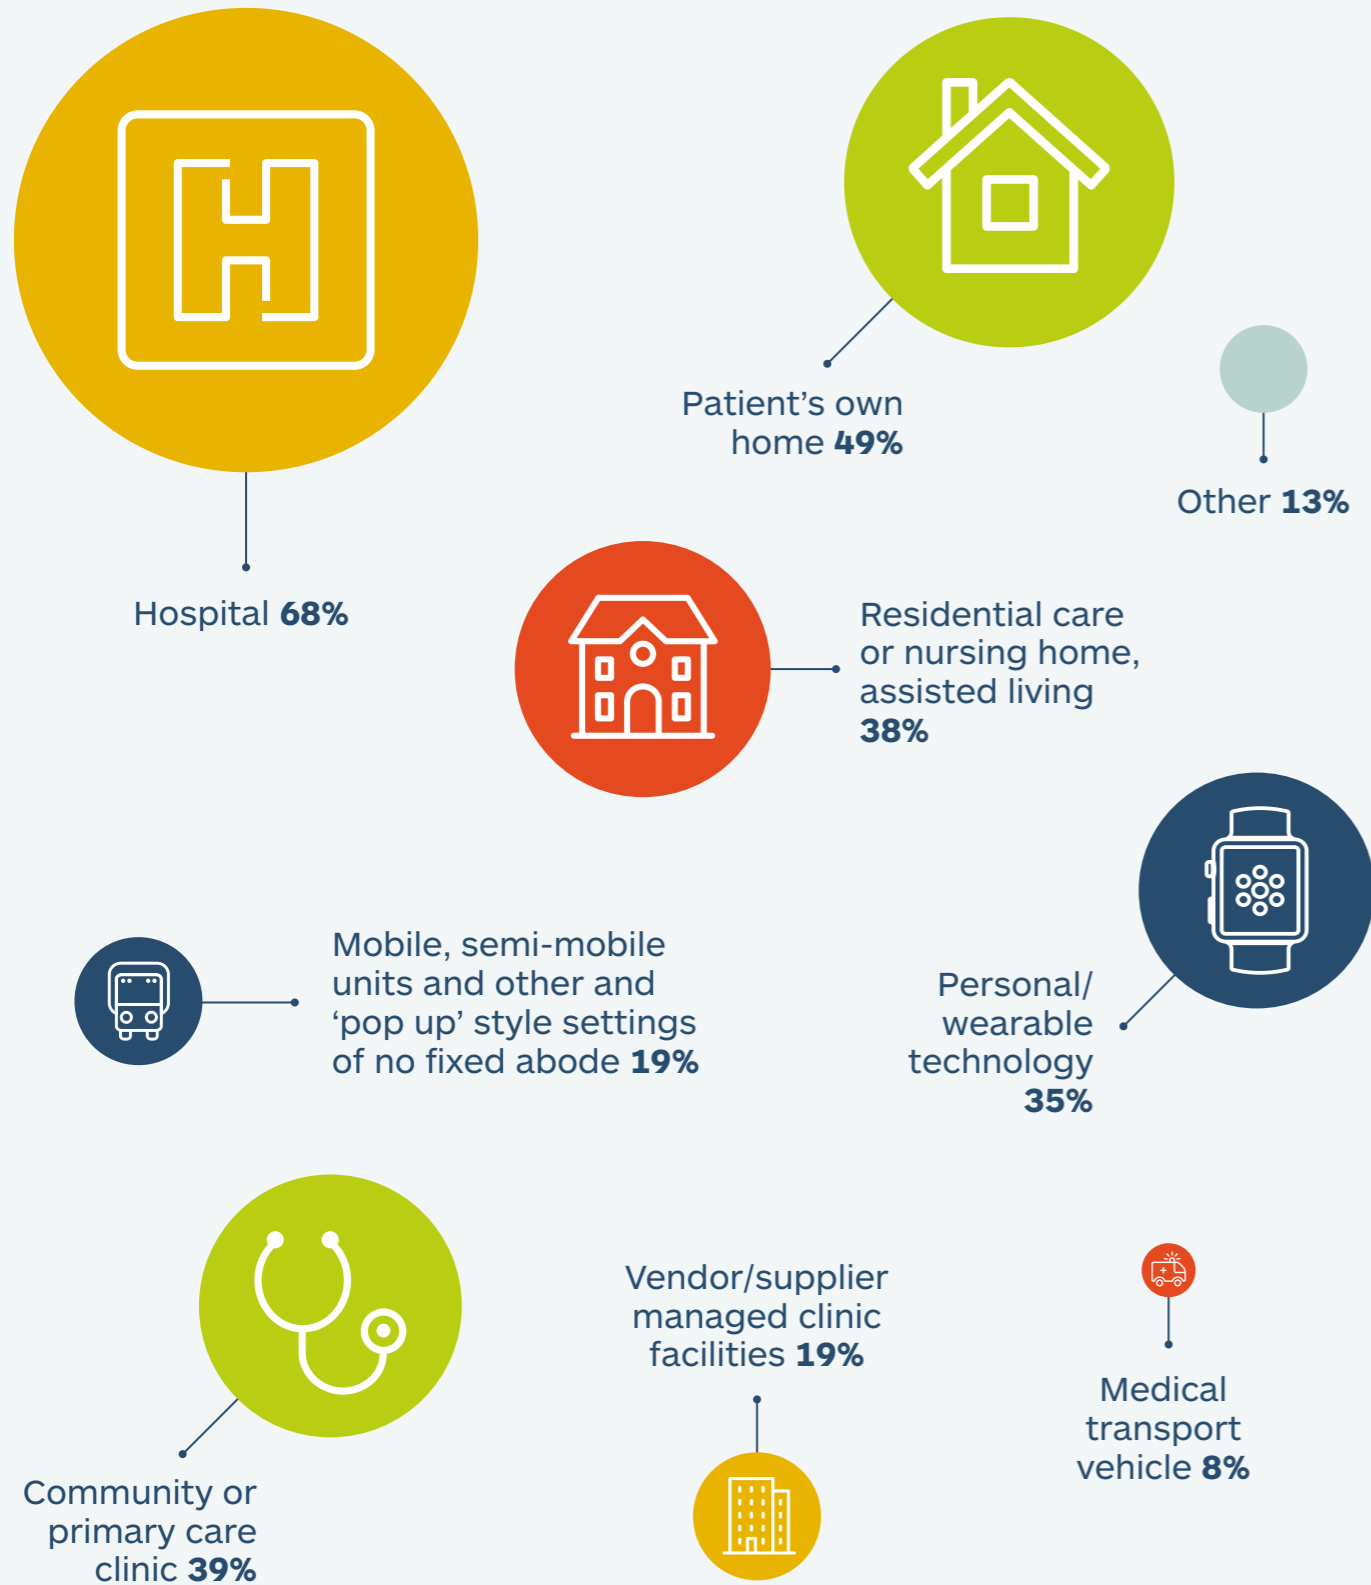 Patient’s own
home 49%
Other 13%
Hospital 68%
Residential care
or nursing home,
assisted living
38%
Mobile, semi-mobile
units and other and
‘pop up’ style settings
of no fixed abode 19%
Personal/
wearable
technology
35%
Vendor/supplier
managed clinic
facilities 19%
Medical
transport
vehicle 8%
Community or
primary care
clinic 39%